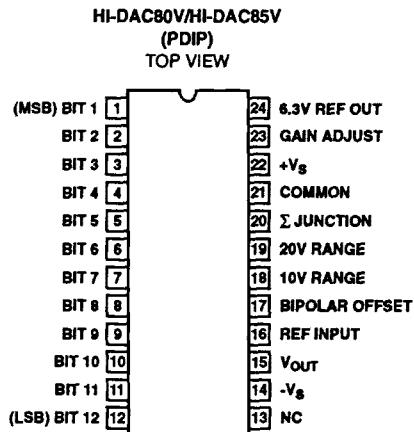 HI-DAC80V/HI-DAC85V
(PDIP)
TOP VIEW
(MSB) BIT 1 1 24 6.3V REF OUT
BIT 2 2 23 GAIN ADJUST
BIT 3 3 22 +VS
BIT 4 4 21 COMMON
BIT 5 5 20 Σ JUNCTION
BIT 6 6 19 20V RANGE
BIT 7 7 18 10V RANGE
BIT 8 8 17 BIPOLAR OFFSET
BIT 9 9 16 REF INPUT
BIT 10 10 15 VOUT
BIT 11 11 14 -VS
(LSB) BIT 12 12 13 NC